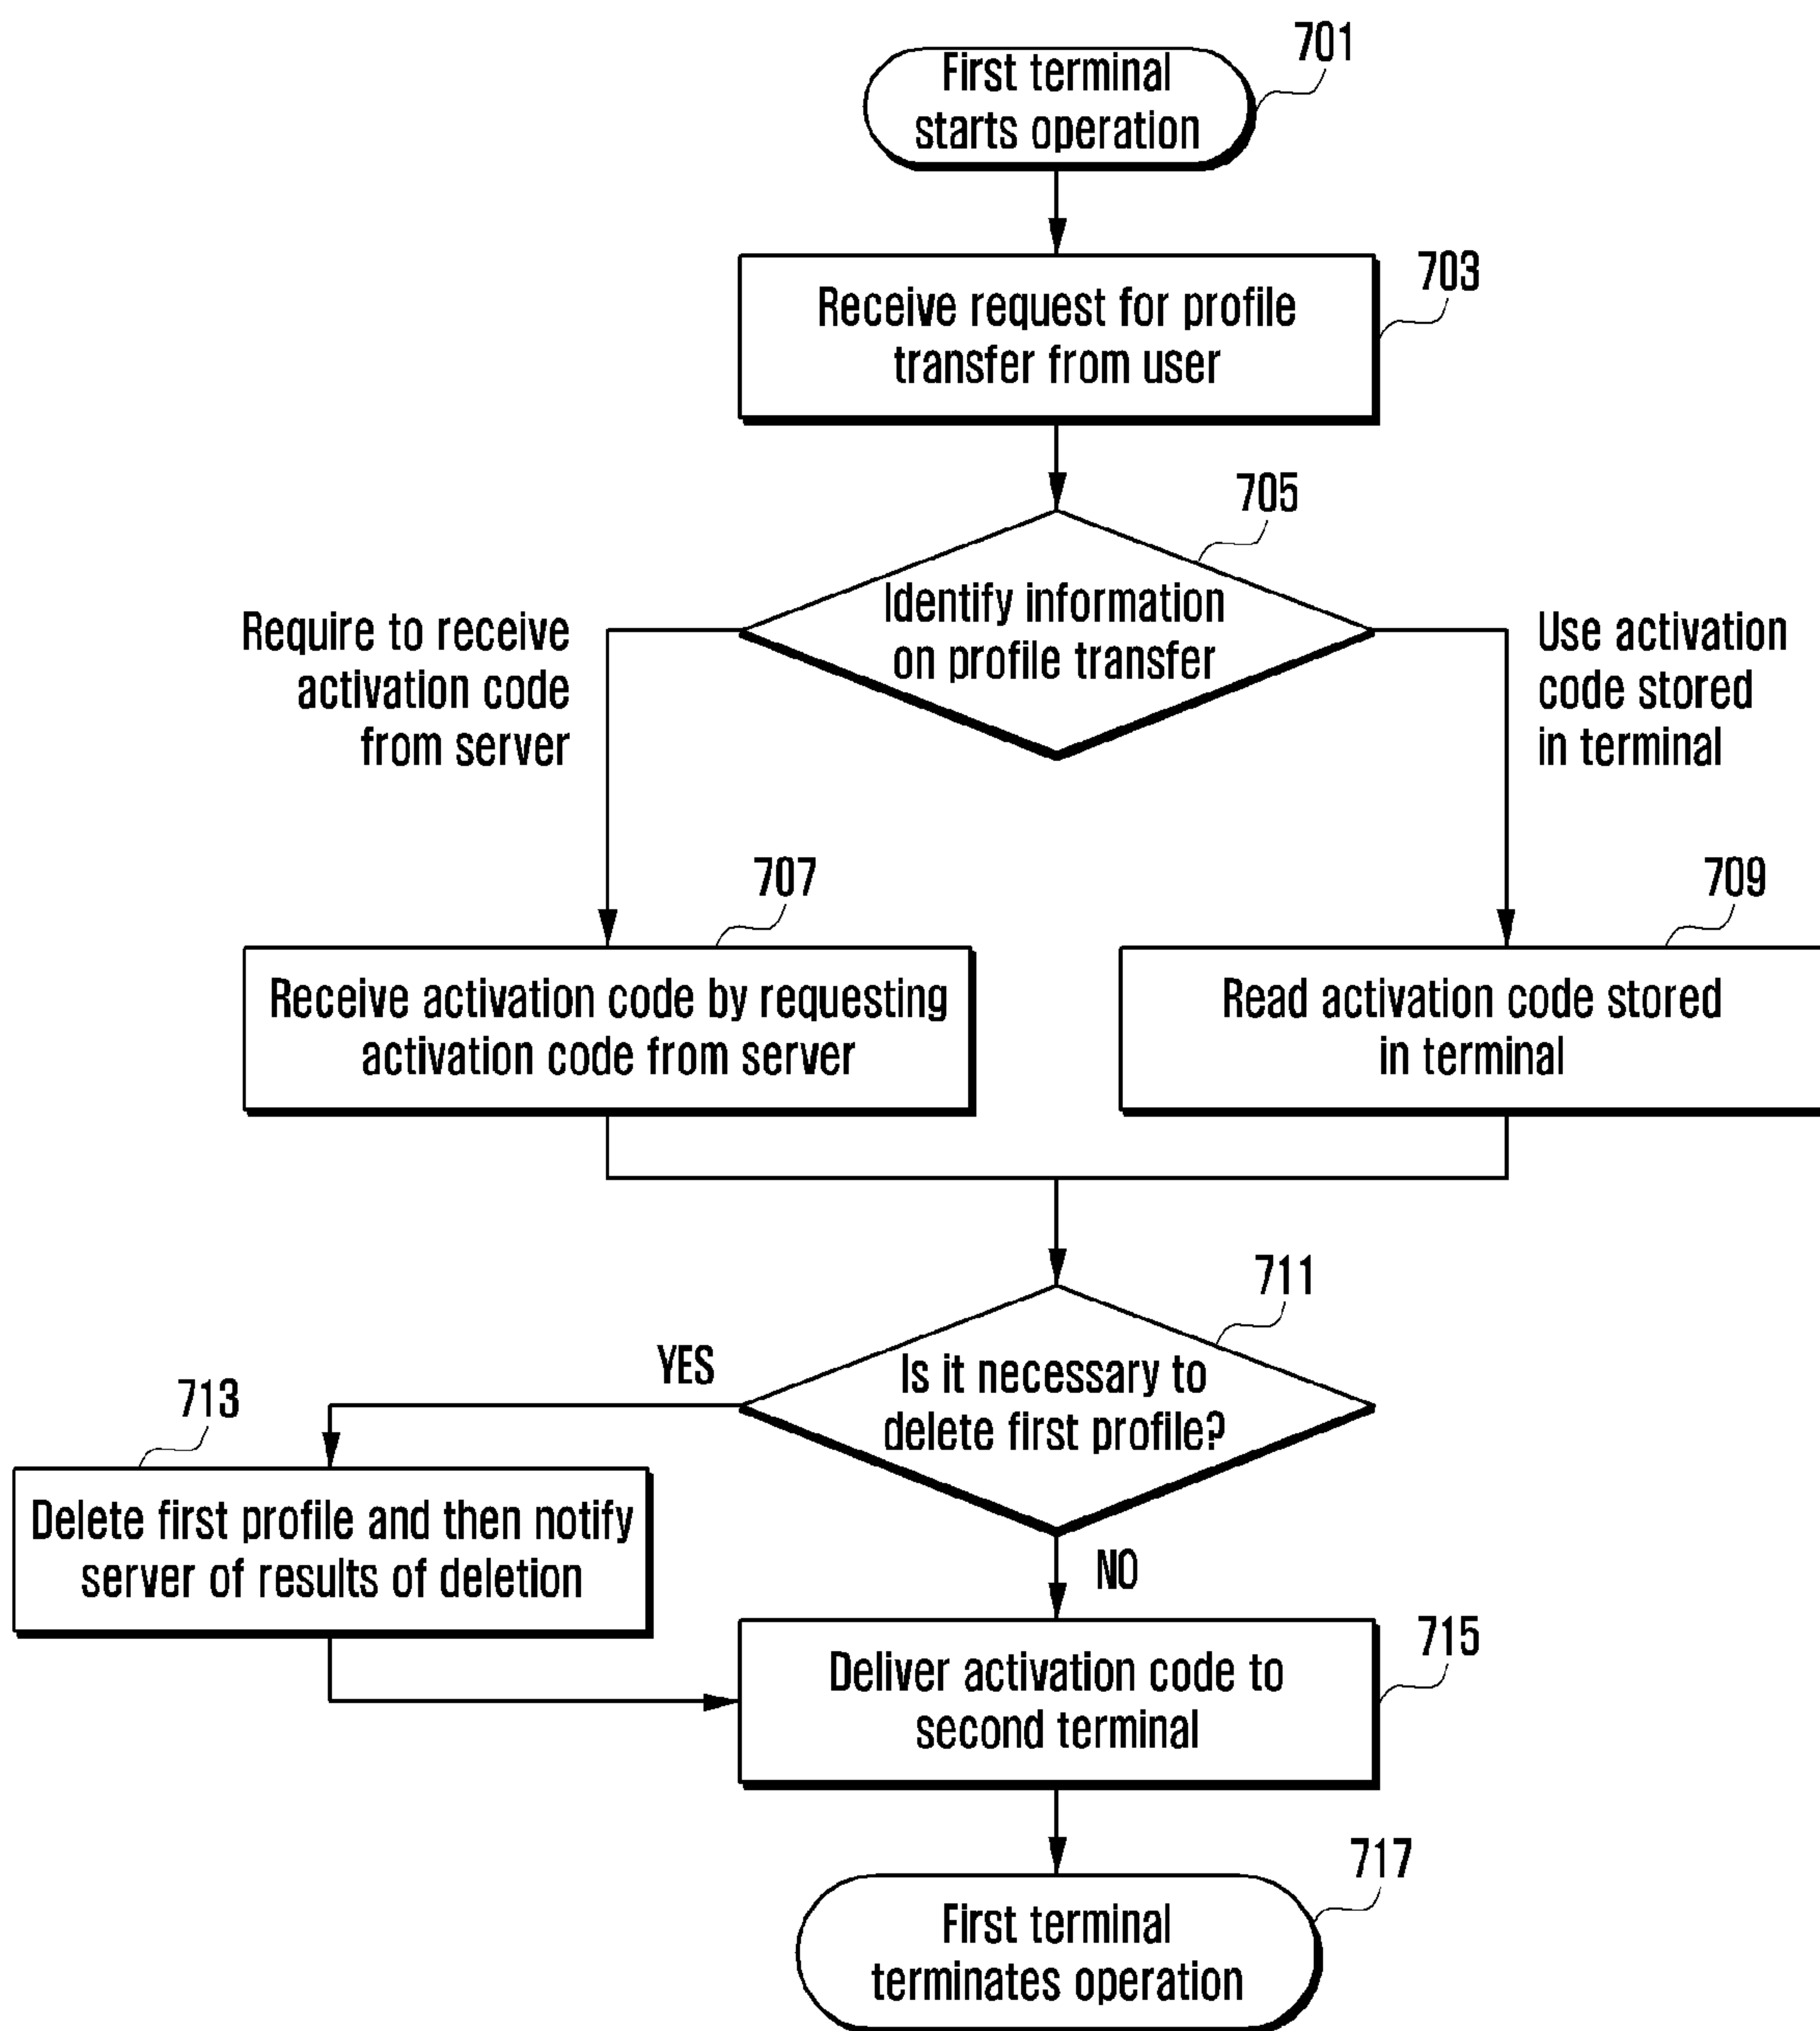 701
First terminal
starts operation
703
Receive request for profile
transfer from user
705
Identify information
on profile transfer
Require to receive
activation code
from server
Use activation
code stored
in terminal
707
Receive activation code by requesting
activation code from server
709
Read activation code stored
in terminal
711
Is it necessary to
delete first profile?
YES
NO
713
Delete first profile and then notify
server of results of deletion
715
Deliver activation code to
second terminal
717
First terminal
terminates operation